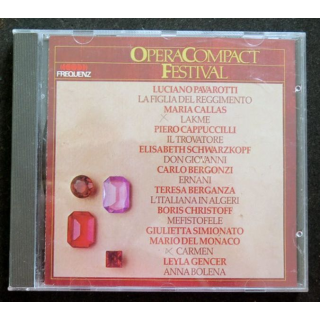 OPERACOMPACT
FESTIVAL
FREQUENZ
LUCIANO PAVAROTTI
LA FIGLIA DEL REGGIMENTO
MARIA CALLAS
LAKME
PIERO CAPPUCCILLI
IL TROVATORE
ELISABETH SCHWARZKOPF
DON GIOVANNI
CARLO BERGONZI
ERNANI
TERESA BERGANZA
L'ITALIANA IN ALGERI
BORIS CHRISTOFF
MEFISTOFELE
GIULIETTA SIMIONATO
MARIO DEL MONACO
CARMEN
LEYLA GENCER
ANNA BOLENA